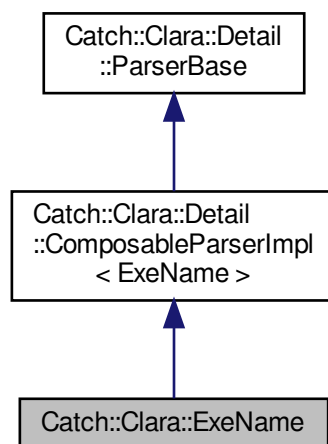 Catch::Clara::Detail
::ParserBase
Catch::Clara::Detail
::ComposableParserImpl
< ExeName >
Catch::Clara::ExeName